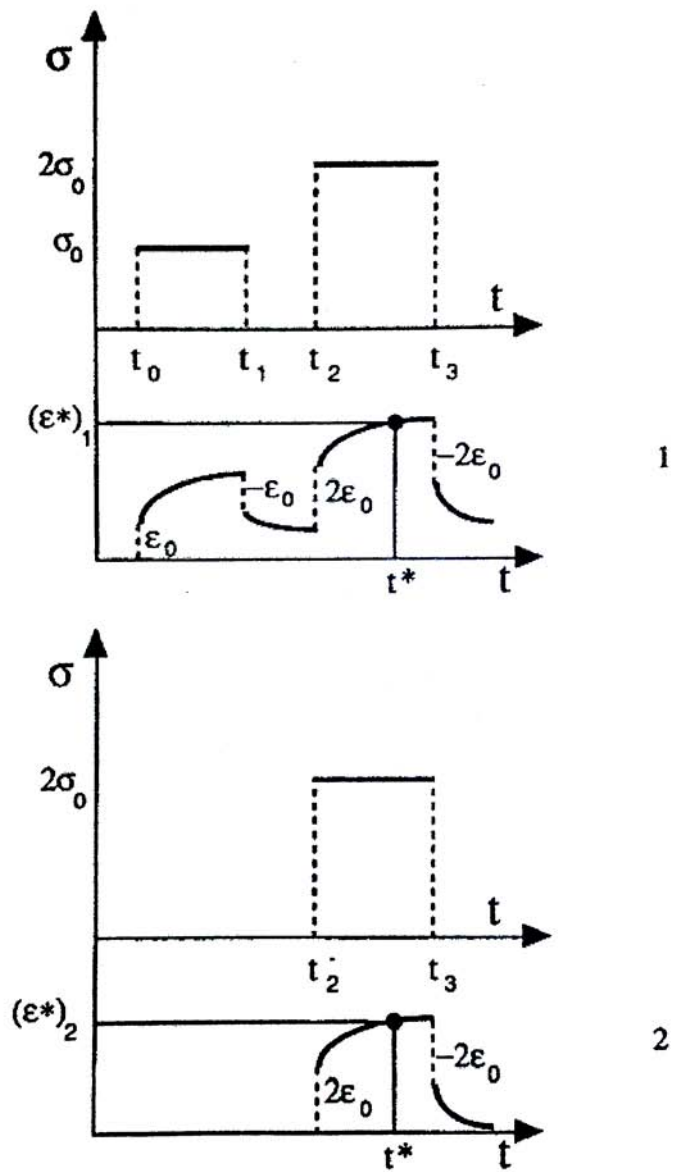 σ
2σ₀
σ₀
t
t₀ t₁ t₂ t₃
(ε*)₁
ε₀ −ε₀ 2ε₀ −2ε₀
1
t* t
σ
2σ₀
t
t₂ t₃
(ε*)₂
2ε₀ −2ε₀
2
t* t